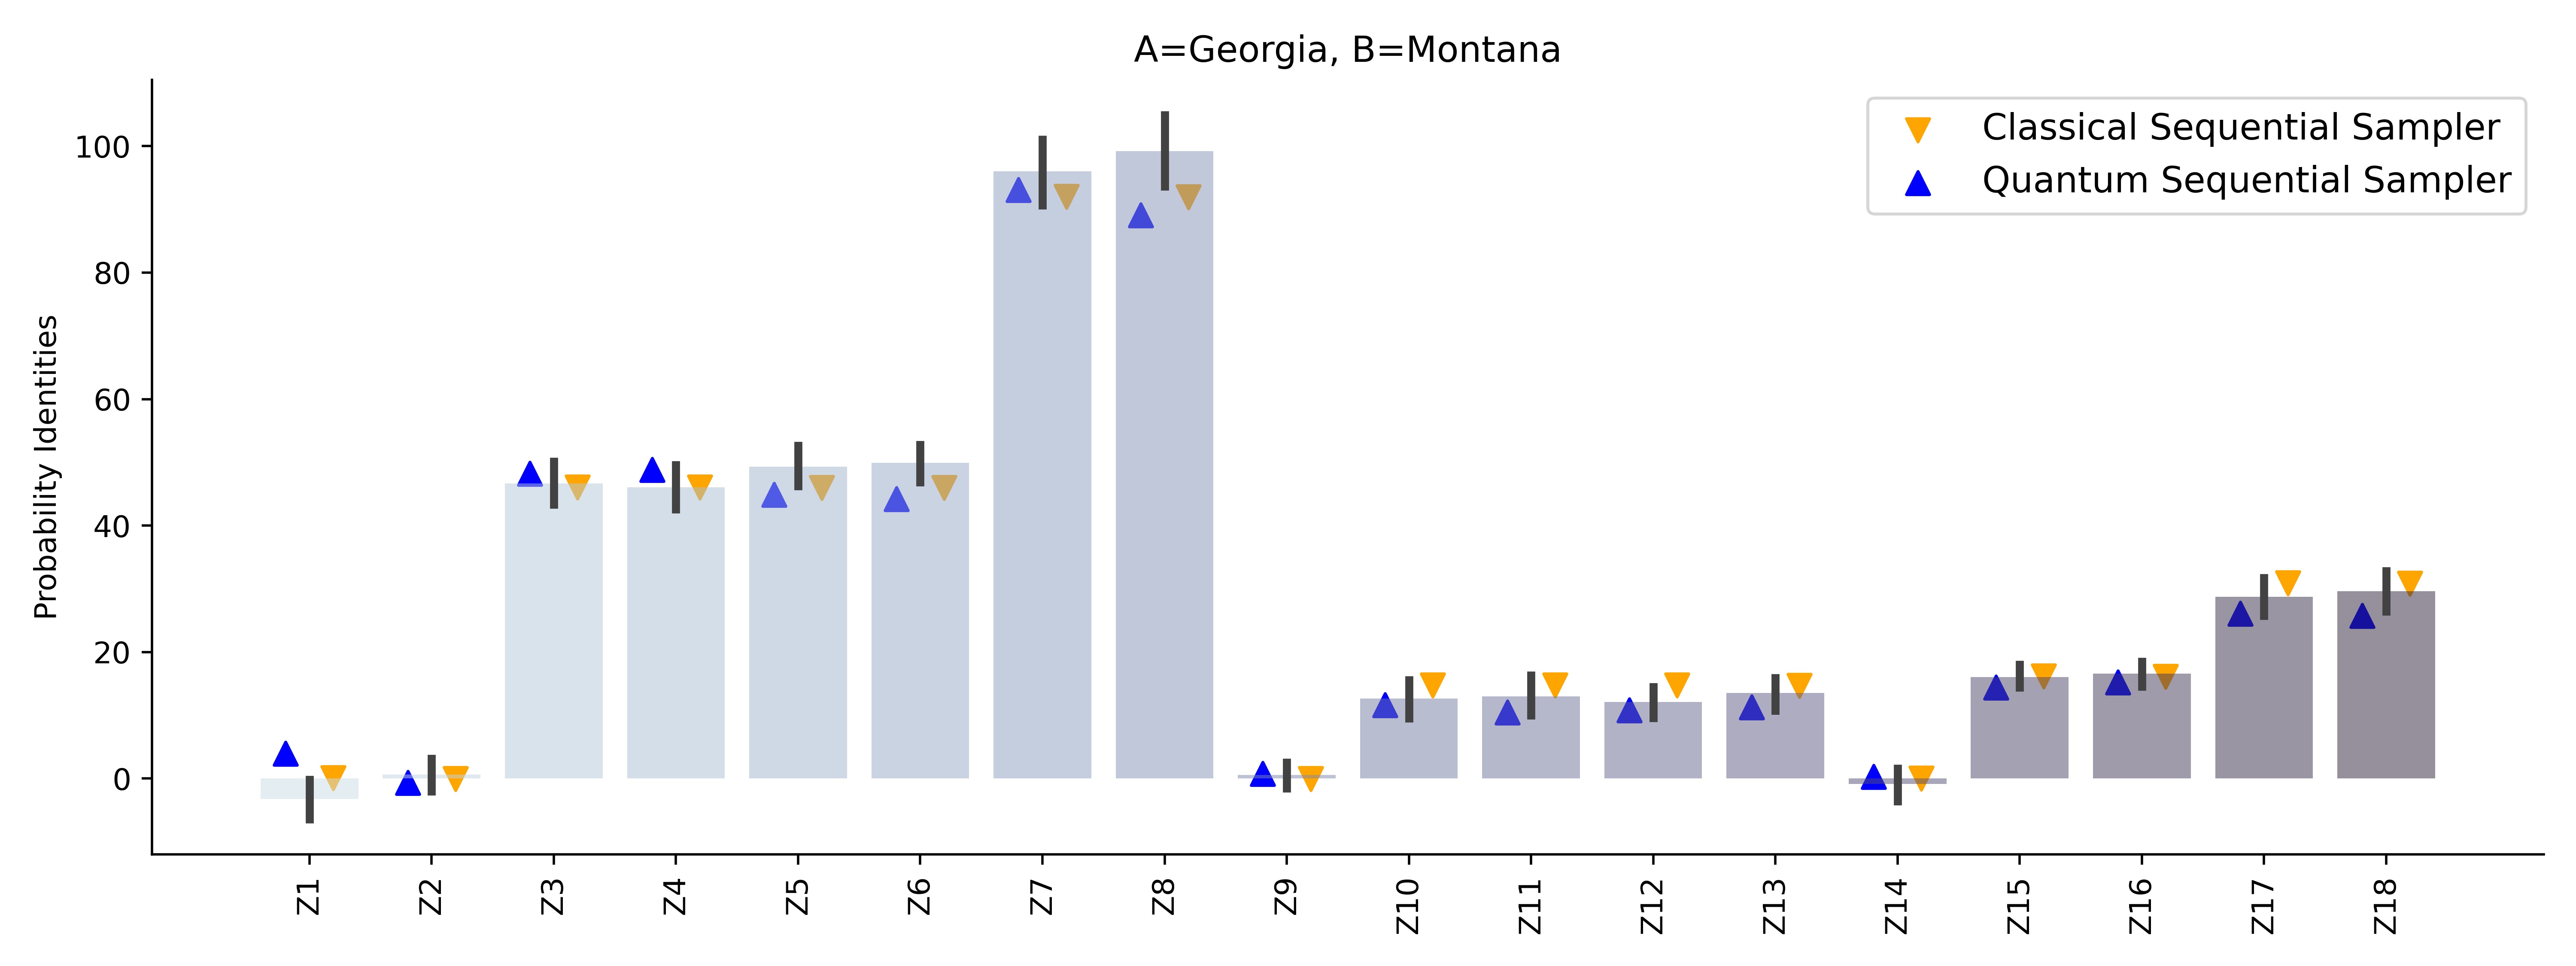 A=Georgia, B=Montana
Classical Sequential Sampler
Quantum Sequential Sampler
Probability Identities
100
80
60
40
20
0
Z1
Z2
Z3
Z4
Z5
Z6
Z7
Z8
Z9
Z10
Z11
Z12
Z13
Z14
Z15
Z16
Z17
Z18